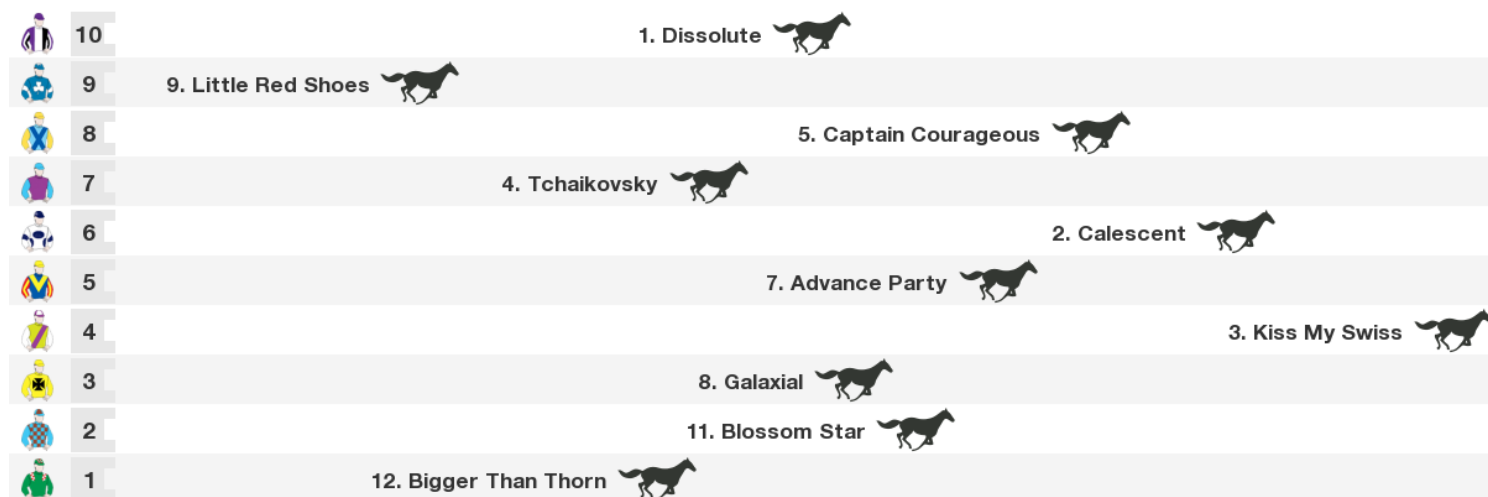 10 1. Dissolute
9 9. Little Red Shoes
8 5. Captain Courageous
7 4. Tchaikovsky
6 2. Calescent
5 7. Advance Party
4 3. Kiss My Swiss
3 8. Galaxial
2 11. Blossom Star
1 12. Bigger Than Thorn